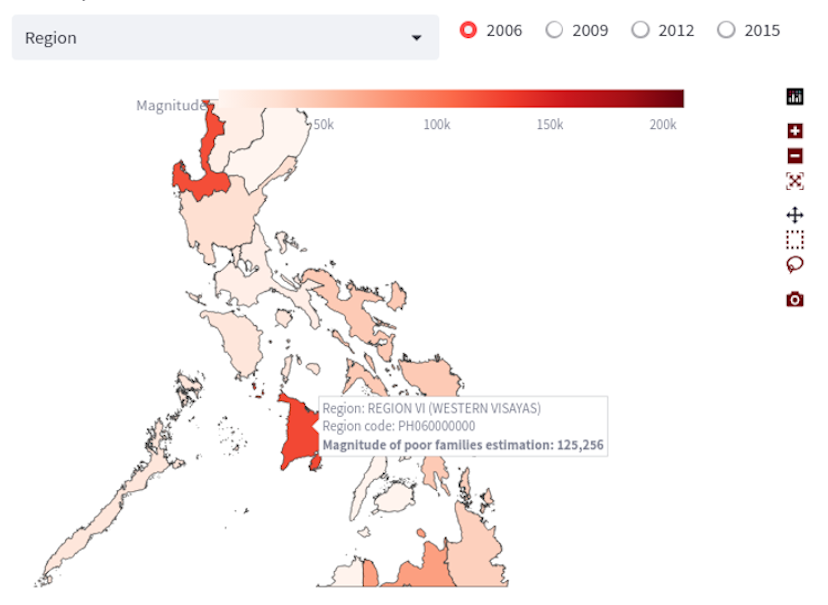 Region
2006
2009
2012
2015
Magnitude
50k
100k
150k
200k
Region: REGION VI (WESTERN VISAYAS)
Region code: PH060000000
Magnitude of poor families estimation: 125,256